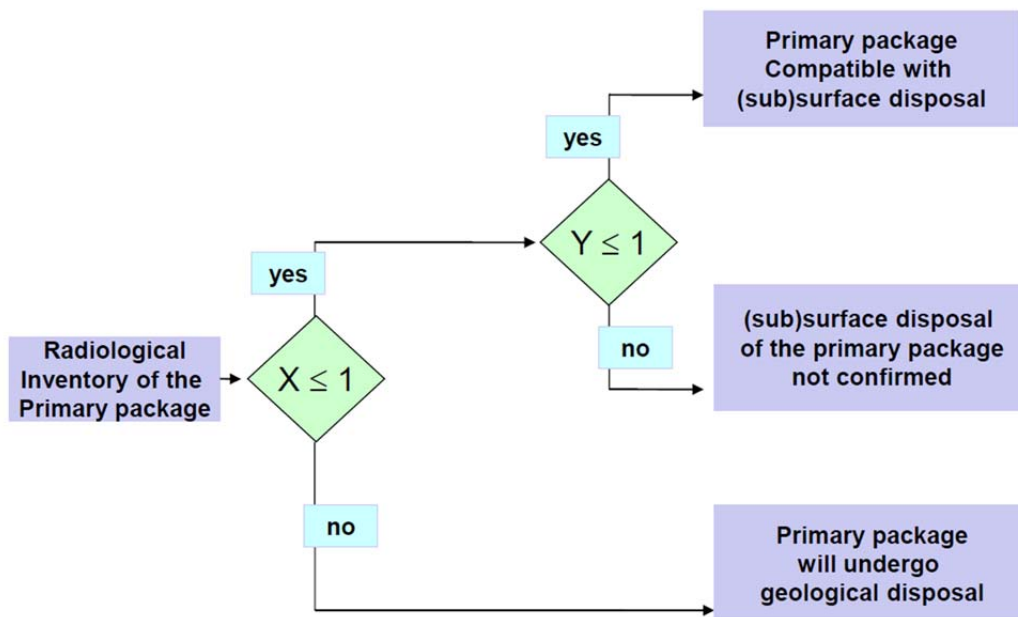 Radiological
Inventory of the
Primary package
X ≤ 1
yes
Y ≤ 1
yes
Primary package
Compatible with
(sub)surface disposal
no
(sub)surface disposal
of the primary package
not confirmed
no
Primary package
will undergo
geological disposal